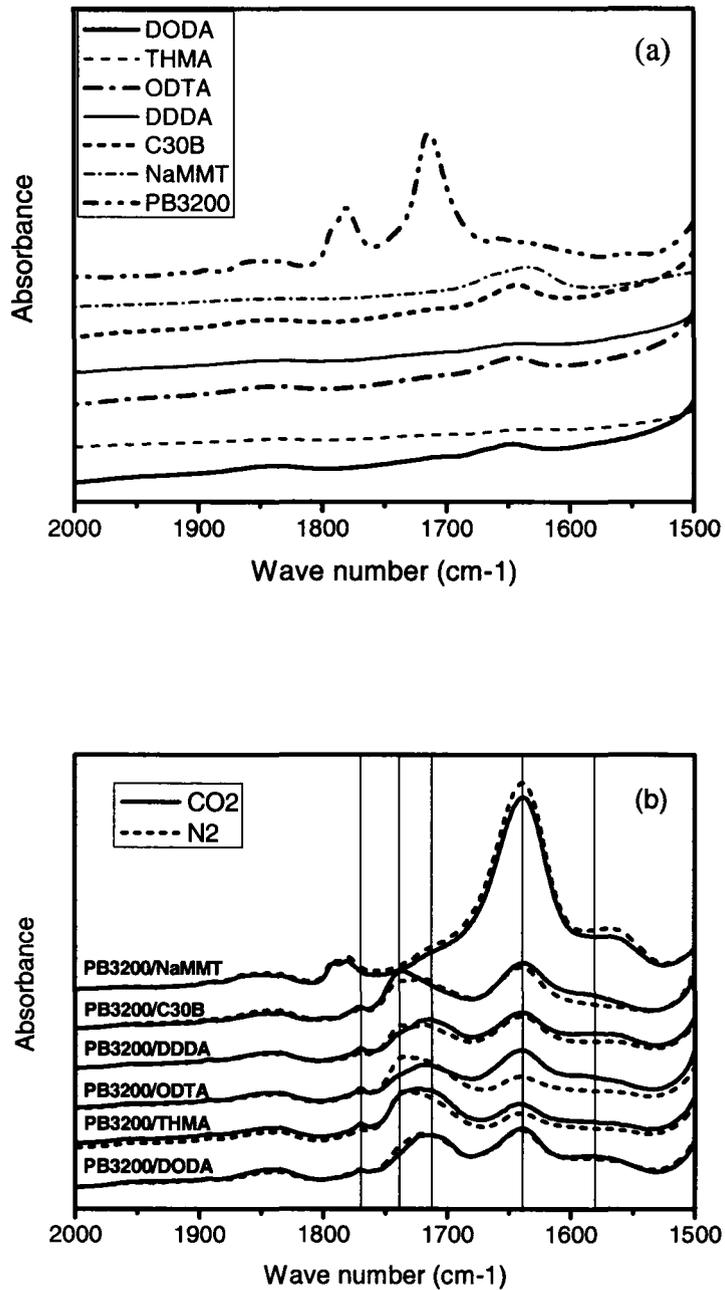 DODA
THMA
ODTA
DDDA
C30B
NaMMT
PB3200
(a)
Absorbance
2000 1900 1800 1700 1600 1500
Wave number (cm-1)
CO2
N2
(b)
PB3200/NaMMT
PB3200/C30B
PB3200/DDDA
PB3200/ODTA
PB3200/THMA
PB3200/DODA
Absorbance
2000 1900 1800 1700 1600 1500
Wave number (cm-1)